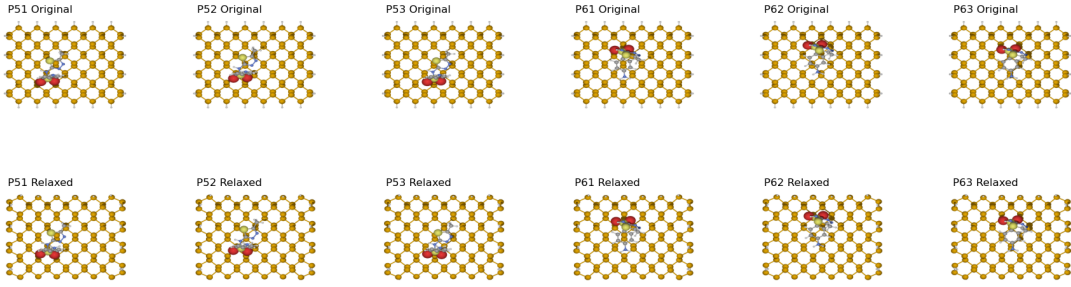 P51 Original
P52 Original
P53 Original
P61 Original
P62 Original
P63 Original
P51 Relaxed
P52 Relaxed
P53 Relaxed
P61 Relaxed
P62 Relaxed
P63 Relaxed